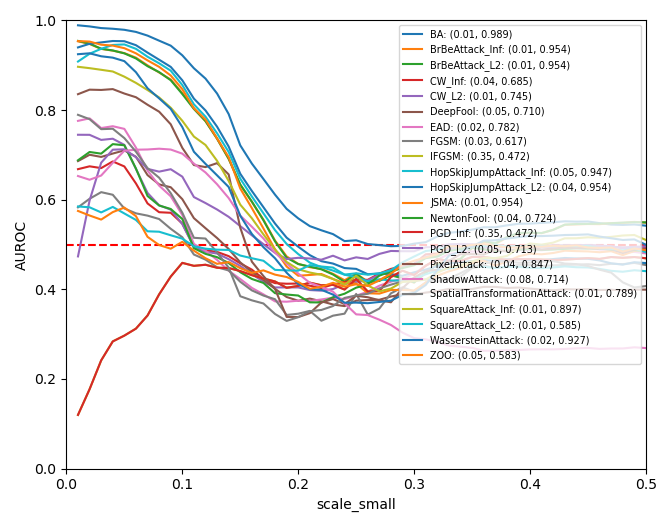 1.0
0.8
0.6
0.4
0.2
0.0
AUROC
0.0
0.1
0.2
0.3
0.4
0.5
scale_small
BA: (0.01, 0.989)
BrBeAttack_Inf: (0.01, 0.954)
BrBeAttack_L2: (0.01, 0.954)
CW_Inf: (0.04, 0.685)
CW_L2: (0.01, 0.745)
DeepFool: (0.05, 0.710)
EAD: (0.02, 0.782)
FGSM: (0.03, 0.617)
IFGSM: (0.35, 0.472)
HopSkipJumpAttack_Inf: (0.05, 0.947)
HopSkipJumpAttack_L2: (0.04, 0.954)
JSMA: (0.01, 0.954)
NewtonFool: (0.04, 0.724)
PGD_Inf: (0.35, 0.472)
PGD_L2: (0.05, 0.713)
PixelAttack: (0.04, 0.847)
ShadowAttack: (0.08, 0.714)
SpatialTransformationAttack: (0.01, 0.789)
SquareAttack_Inf: (0.01, 0.897)
SquareAttack_L2: (0.01, 0.585)
WassersteinAttack: (0.02, 0.927)
ZOO: (0.05, 0.583)